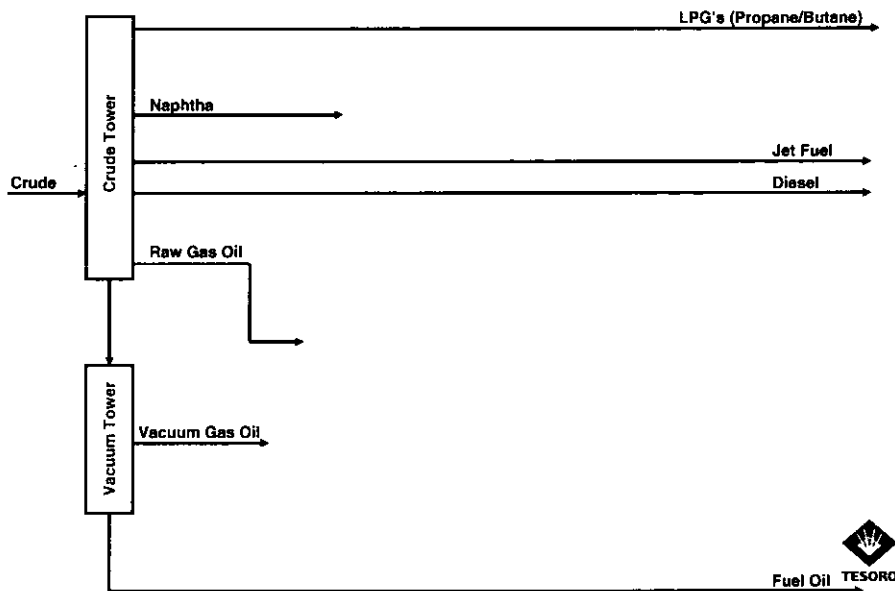 LPG's (Propane/Butane)
Crude Tower
Naphtha
Jet Fuel
Crude
Diesel
Raw Gas Oil
Vacuum Tower
Vacuum Gas Oil
Fuel Oil
TESORO